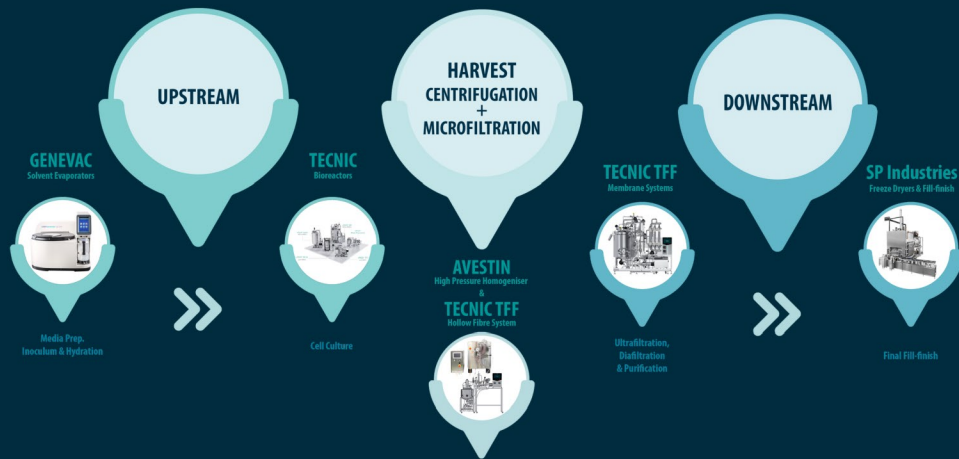 UPSTREAM
HARVEST
CENTRIFUGATION
+
MICROFILTRATION
DOWNSTREAM
GENEVAC
Solvent Evaporators
Media Prep.
Inoculum & Hydration
TECNIC
Bioreactors
Cell Culture
AVESTIN
High Pressure Homogeniser
&
TECNIC TFF
Hollow Fibre System
TECNIC TFF
Membrane Systems
Ultrafiltration,
Diafiltration
& Purification
SP Industries
Freeze Dryers & Fill-finish
Final Fill-finish